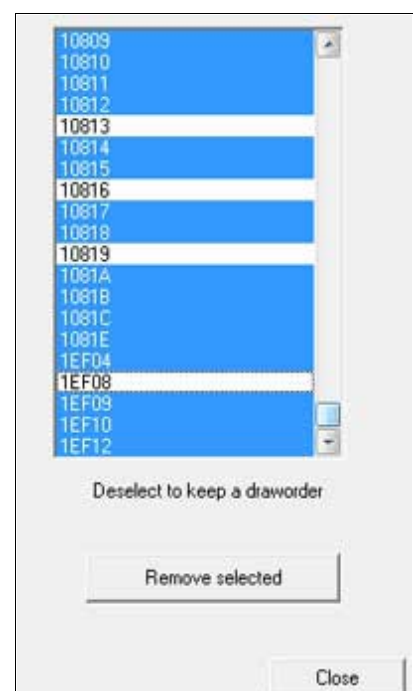 10809
10810
10811
10812
10813
10814
10815
10816
10817
10818
10819
1081A
1081B
1081C
1081E
1EF04
1EF08
1EF09
1EF10
1EF12
Deselect to keep a draworder
Remove selected
Close